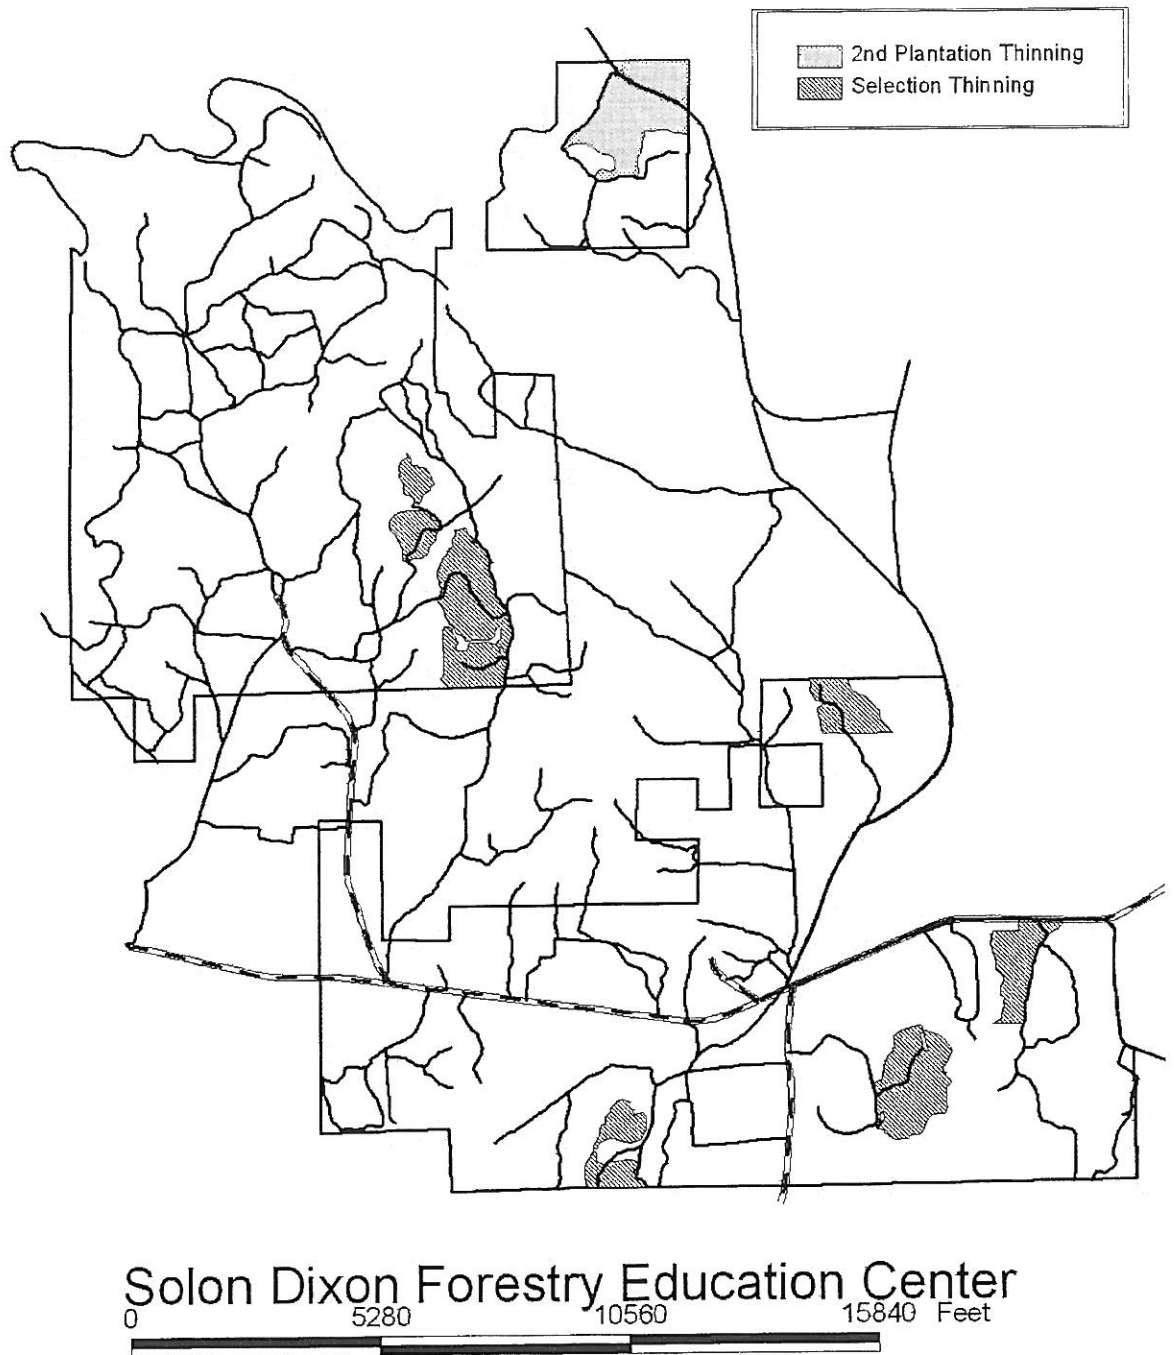 2nd Plantation Thinning
Selection Thinning
Solon Dixon Forestry Education Center
0 5280 10560 15840 Feet